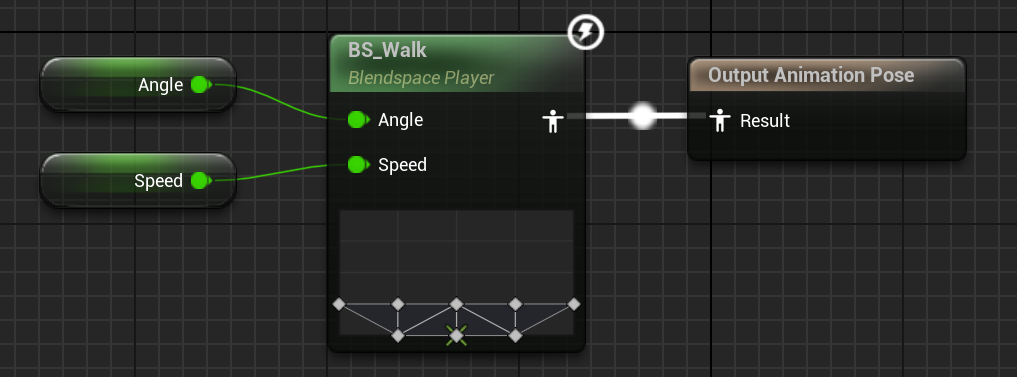 Angle
Speed
BS_Walk
Blendspace Player
Angle
Speed
Output Animation Pose
Result